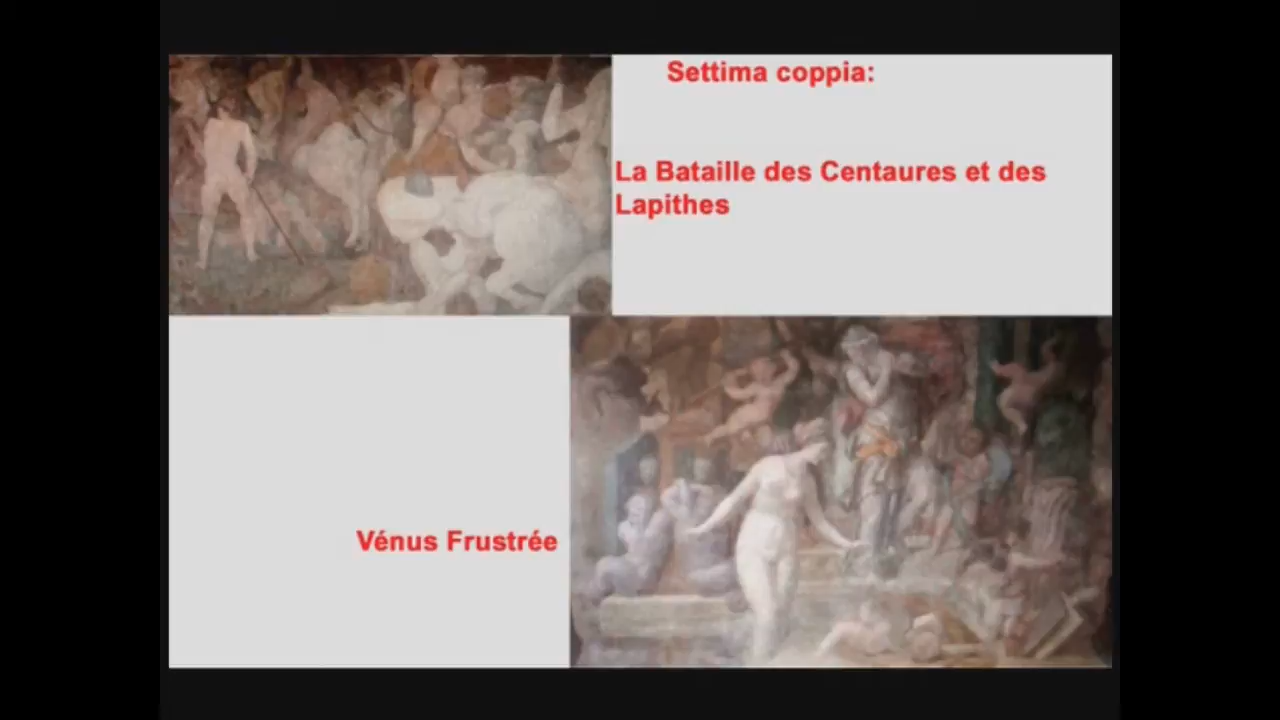 Settima coppia:
La Bataille des Centaures et des
Lapithes
Vénus Frustrée